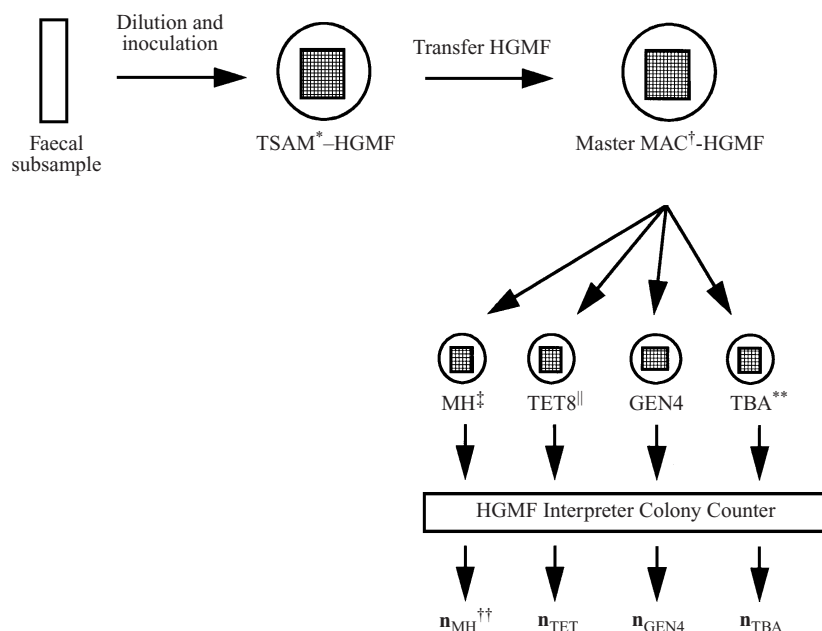 Dilution and
inoculation
Transfer HGMF
Faecal
subsample
TSAM*–HGMF
Master MAC†-HGMF
MH‡
TET8||
GEN4
TBA**
HGMF Interpreter Colony Counter
nMH††
nTET
nGEN4
nTBA